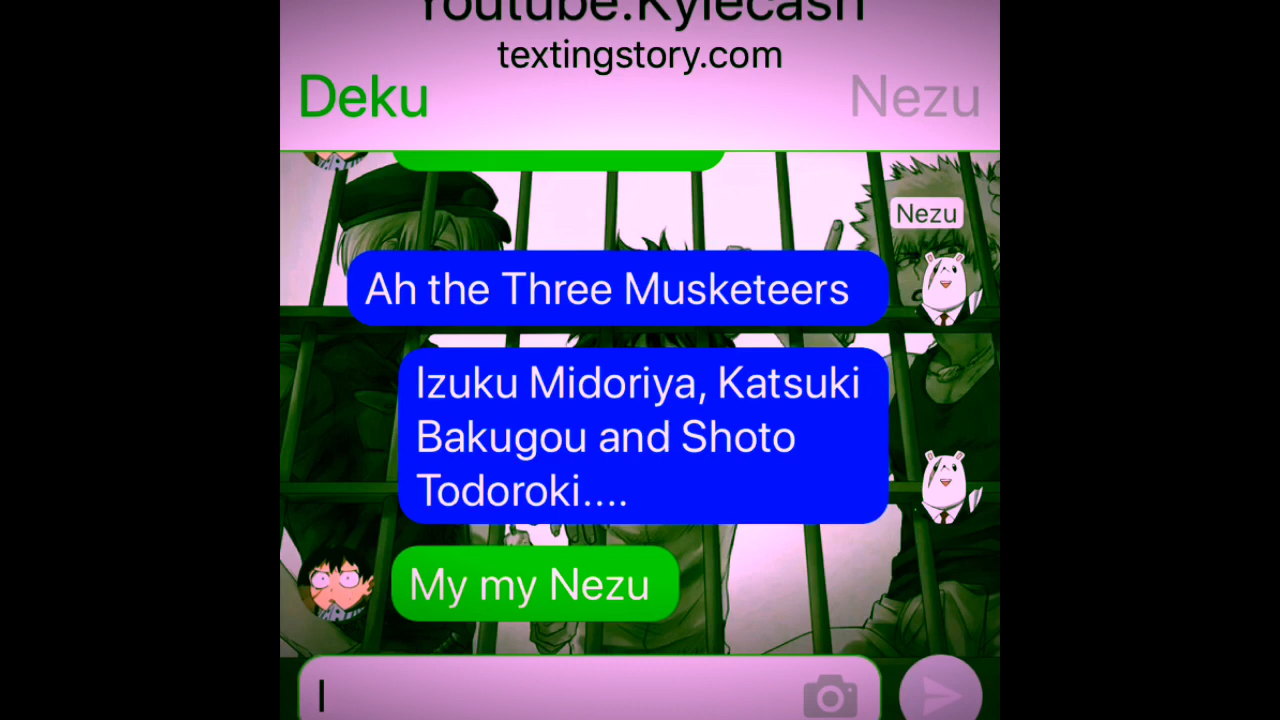 Youtube:Kylecash
textingstory.com
Deku
Nezu
Nezu
Ah the Three Musketeers
Izuku Midoriya, Katsuki
Bakugou and Shoto
Todoroki....
My my Nezu